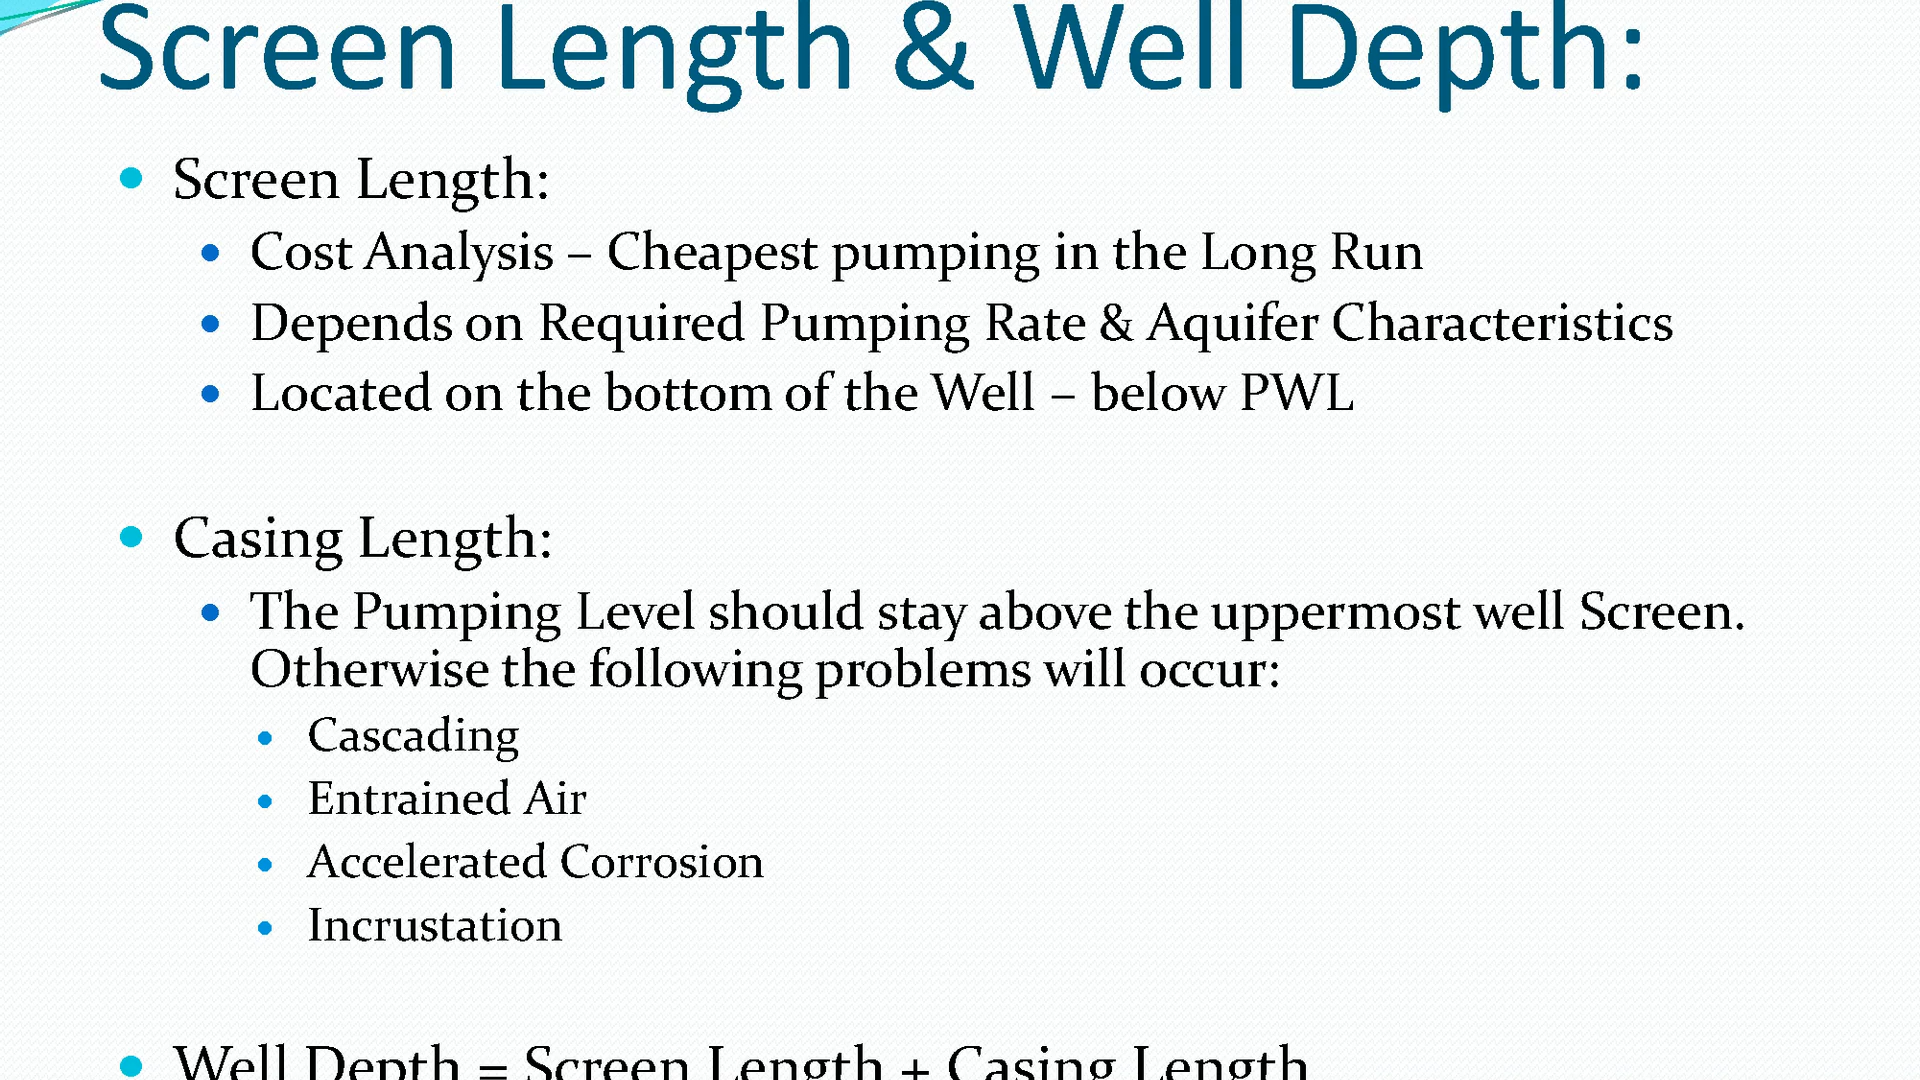 Screen Length & Well Depth:
• Screen Length:
• Cost Analysis – Cheapest pumping in the Long Run
• Depends on Required Pumping Rate & Aquifer Characteristics
• Located on the bottom of the Well – below PWL
• Casing Length:
• The Pumping Level should stay above the uppermost well Screen.
Otherwise the following problems will occur:
• Cascading
• Entrained Air
• Accelerated Corrosion
• Incrustation
• Well Depth = Screen Length + Casing Length